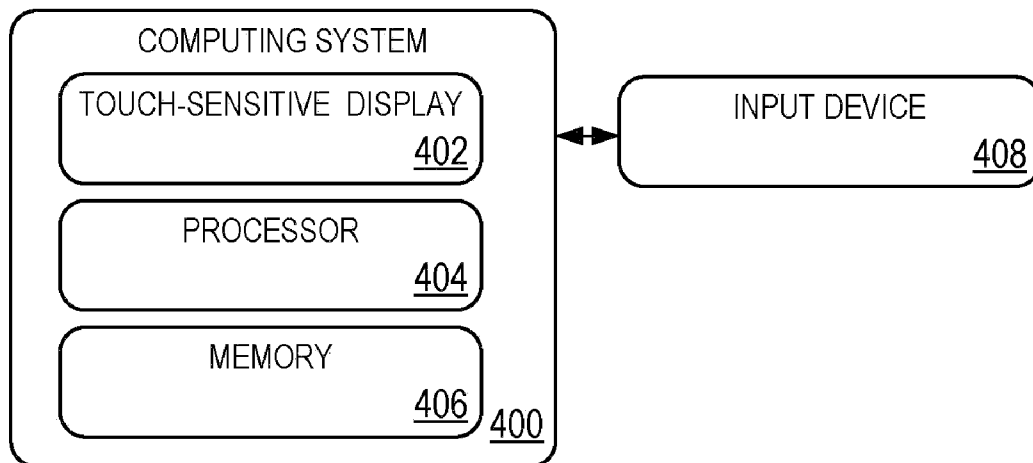 COMPUTING SYSTEM
TOUCH-SENSITIVE DISPLAY
402
PROCESSOR
404
MEMORY
406
400
INPUT DEVICE
408